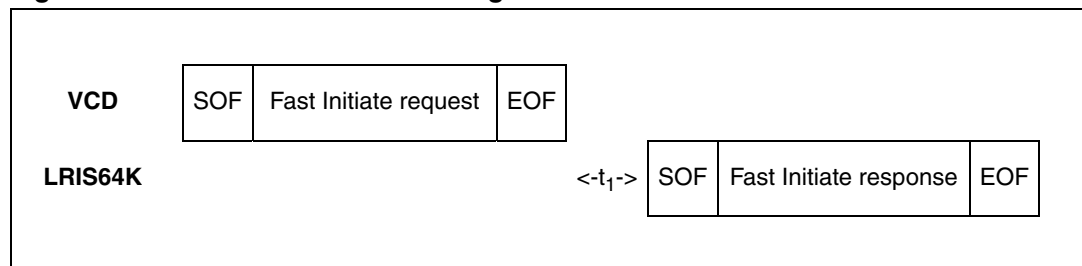 VCD SOF Fast Initiate request EOF
LRIS64K <-t1-> SOF Fast Initiate response EOF